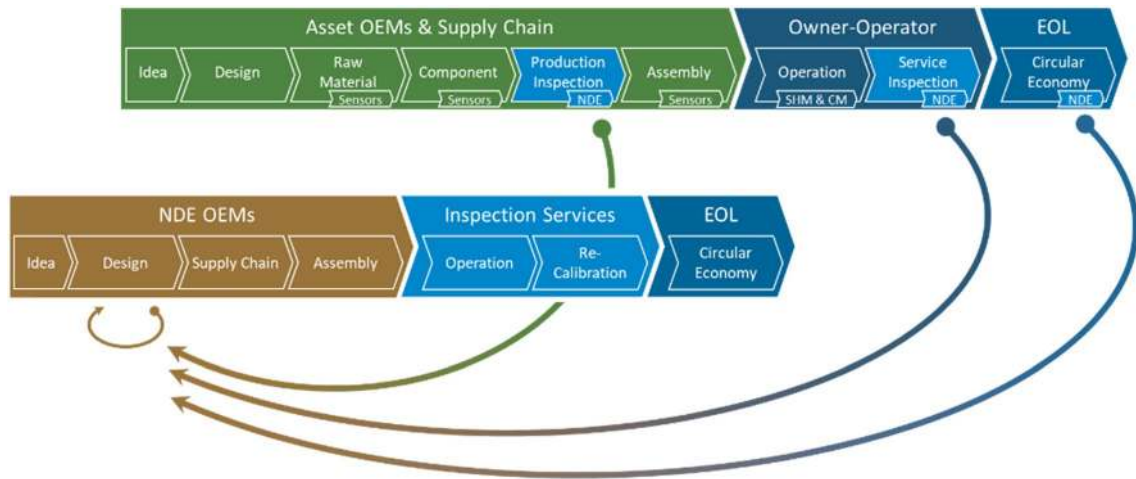 Asset OEMs & Supply Chain
Owner-Operator
EOL
Idea
Design
Raw
Material
Sensors
Component
Sensors
Production
Inspection
NDE
Assembly
Sensors
Operation
SHM & CM
Service
Inspection
NDE
Circular
Economy
NDE
NDE OEMs
Inspection Services
EOL
Idea
Design
Supply Chain
Assembly
Operation
Re-
Calibration
Circular
Economy